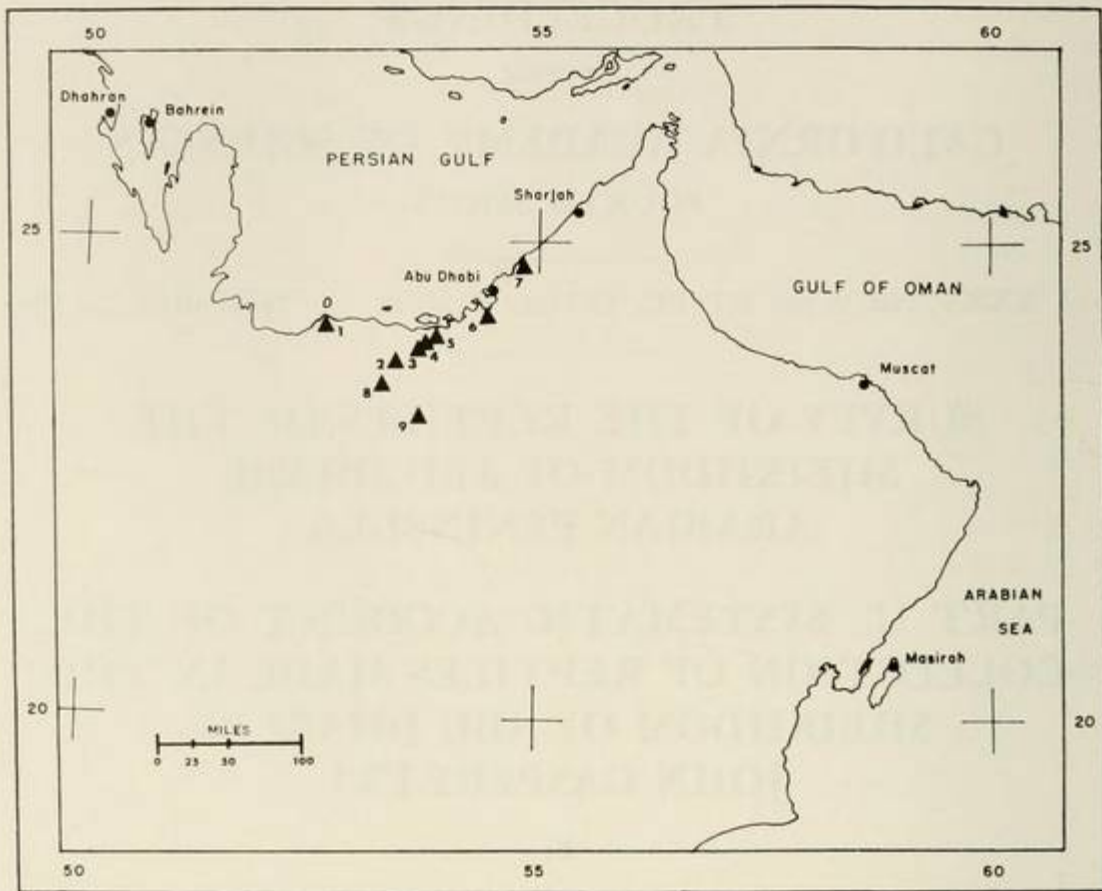 50
55
60
Dhahran
Bahrein
PERSIAN GULF
Sharjah
25
25
Abu Dhabi
7
GULF OF OMAN
1
6
5
4
3
2
Muscat
8
9
ARABIAN
SEA
Masirah
20
20
MILES
0 25 50 100
50
55
60